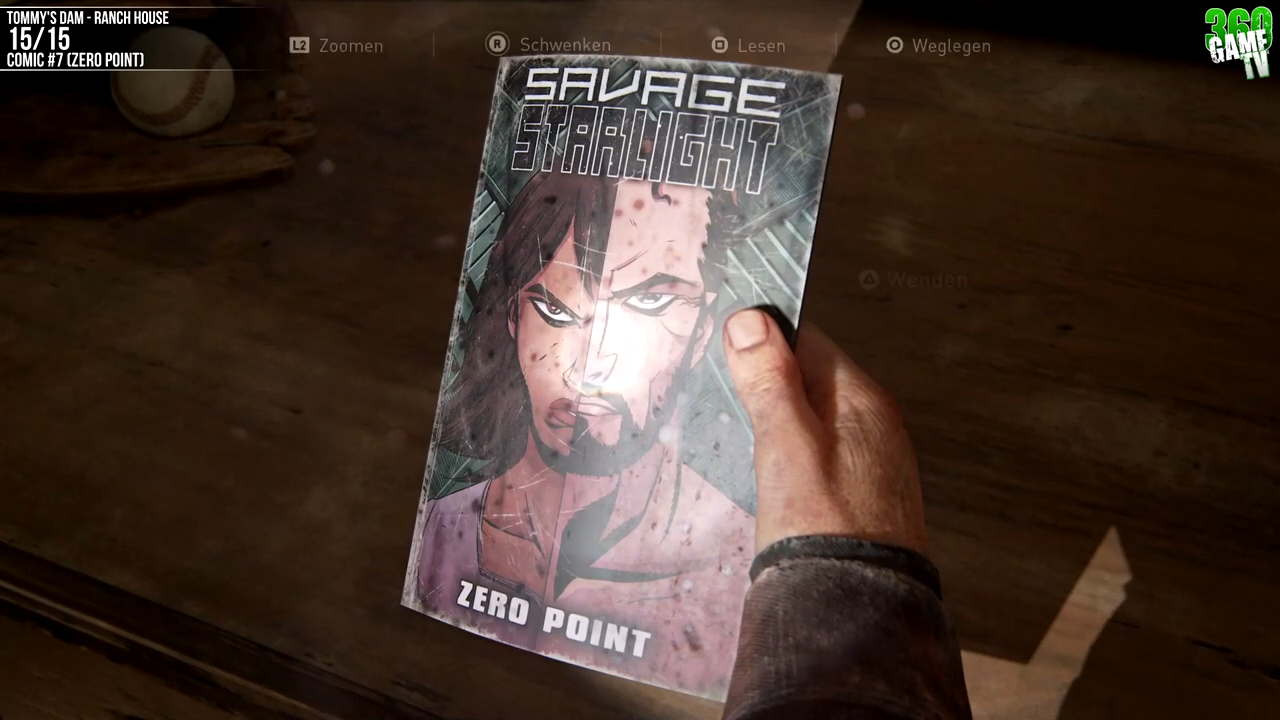 TOMMY'S DAM - RANCH HOUSE
15/15
COMIC #7 (ZERO POINT)
L2 Zoomen
R Schwenken
Lesen
Weglegen
360
GAME
TV
SAVAGE
STARLIGHT
Wenden
ZERO POINT